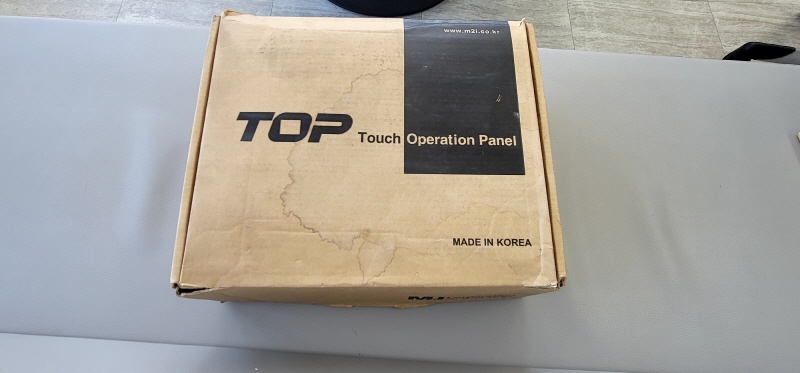 www.m2i.co.kr
TOP Touch Operation Panel
MADE IN KOREA